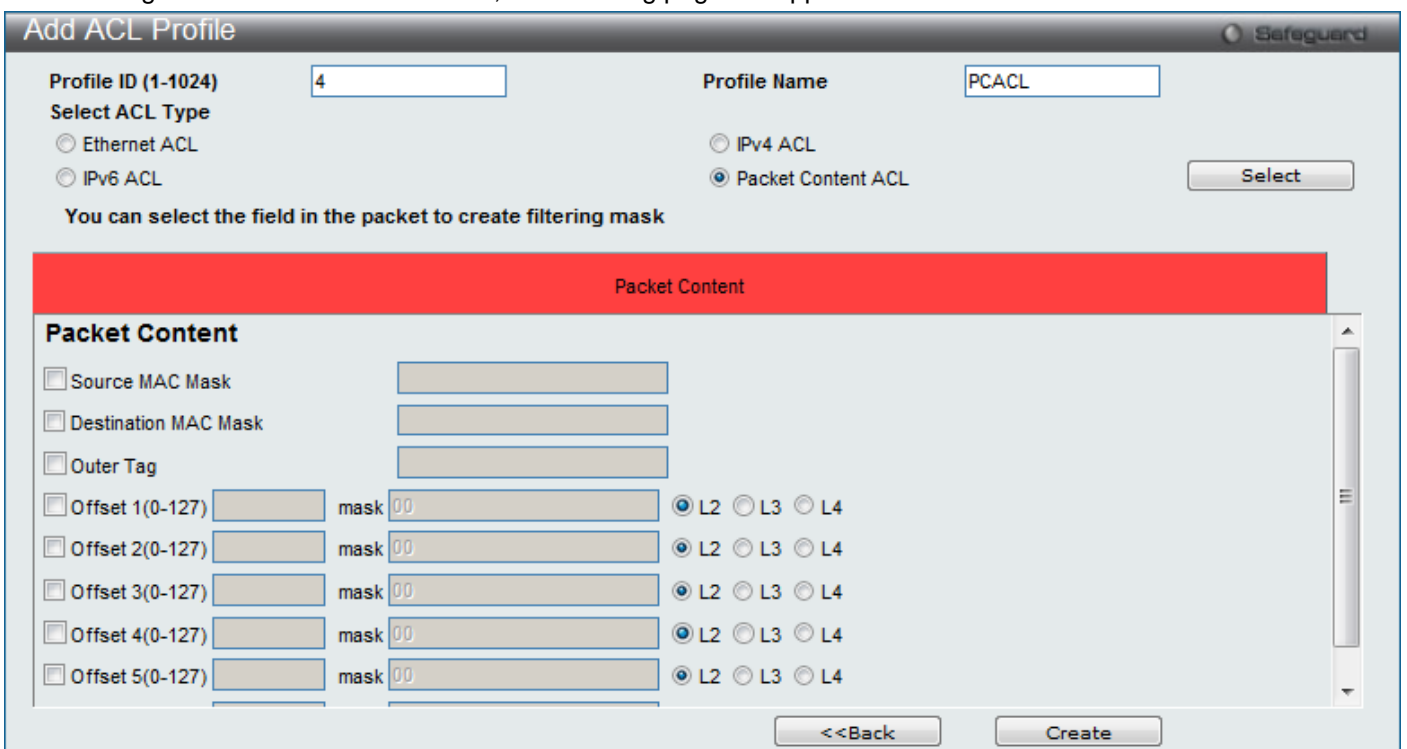 Add ACL Profile Safeguard
Profile ID (1-1024) 4 Profile Name PCACL
Select ACL Type
Ethernet ACL IPv4 ACL
IPv6 ACL Packet Content ACL Select
You can select the field in the packet to create filtering mask
Packet Content
Packet Content
Source MAC Mask
Destination MAC Mask
Outer Tag
Offset 1(0-127) mask 00 L2 L3 L4
Offset 2(0-127) mask 00 L2 L3 L4
Offset 3(0-127) mask 00 L2 L3 L4
Offset 4(0-127) mask 00 L2 L3 L4
Offset 5(0-127) mask 00 L2 L3 L4
<<Back Create